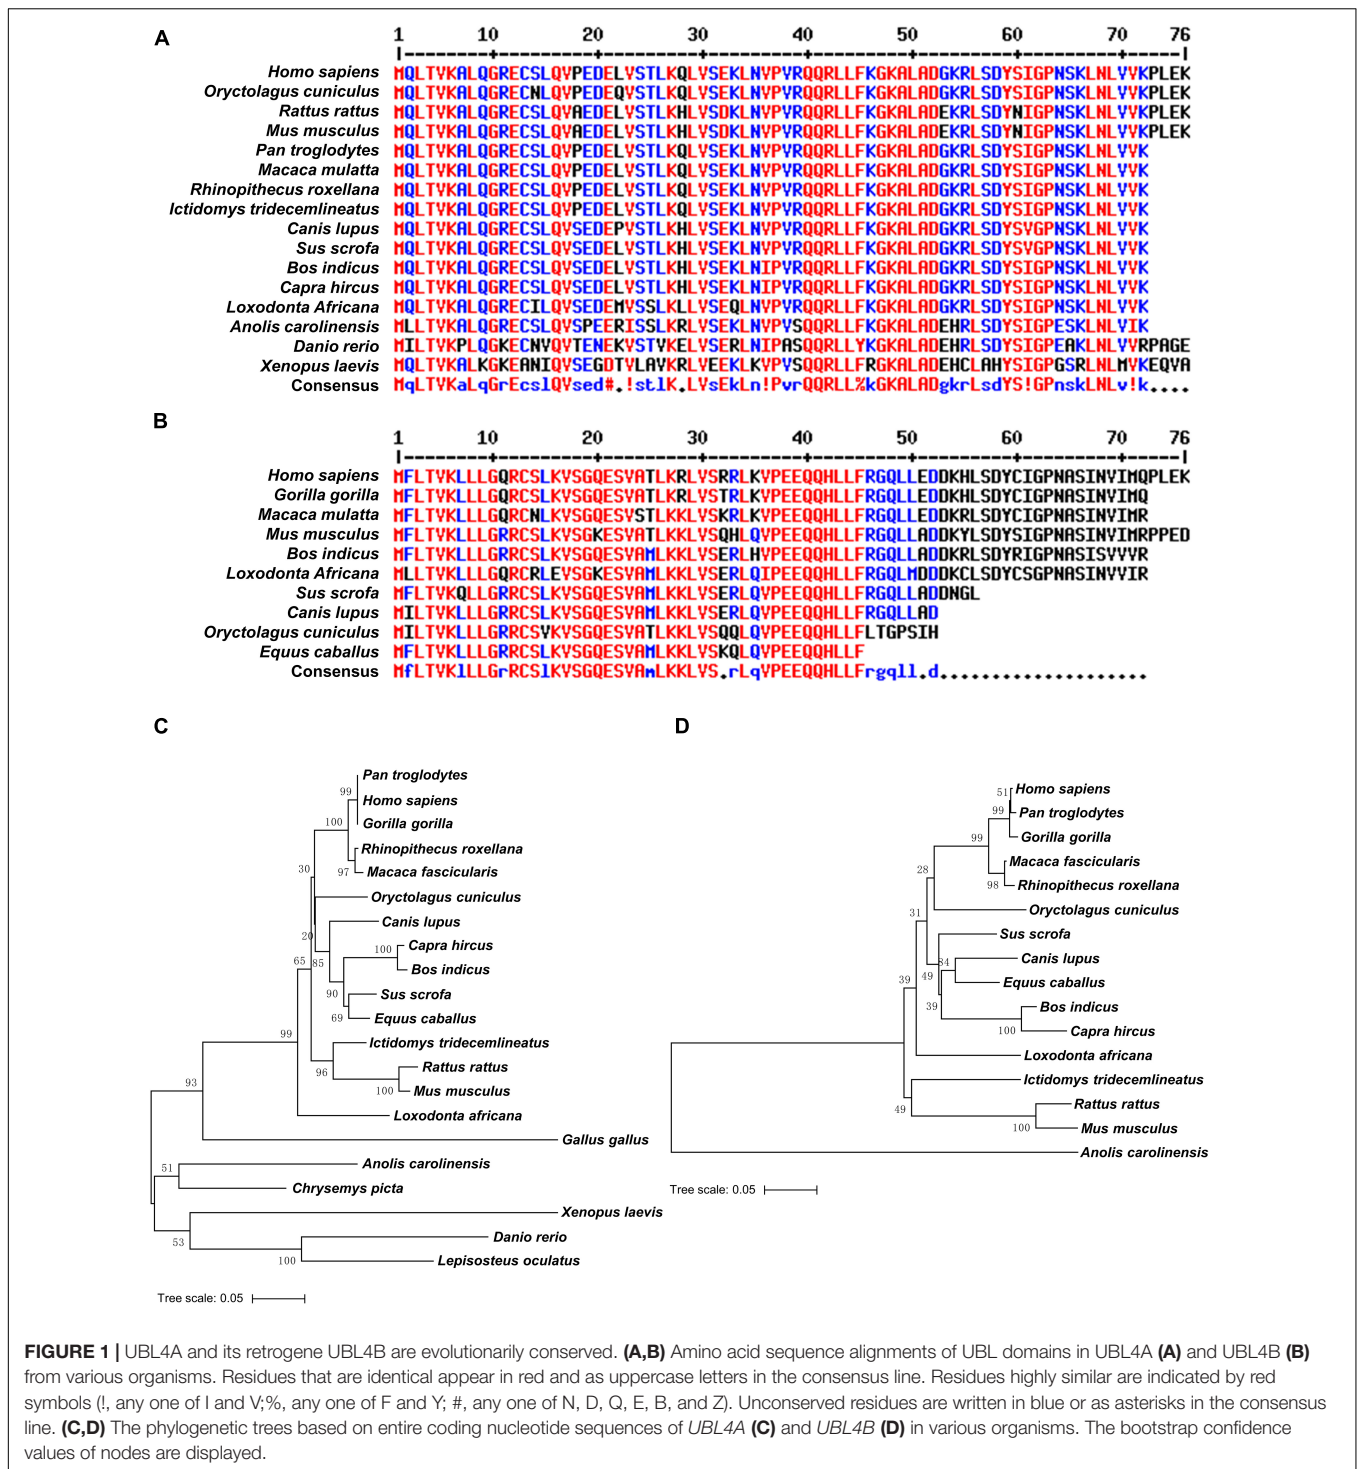 A
1 10 20 30 40 50 60 70 76
Homo sapiens MQLTVKALQGRECSLQVPEDELVSTLKQLVSEKLNVPVRQQRLLFKGKALADGKRLSDYSIGPNSKLNLVVKPLEK
Oryctolagus cuniculus MQLTVKALQGRECNLQVPEDEQVSTLKQLVSEKLNVPVRQQRLLFKGKALADGKRLSDYSIGPNSKLNLVVKPLEK
Rattus rattus MQLTVKALQGRECSLQVAEDELVSTLKHLVSDKLNVPVRQQRLLFKGKALADEKRLSDYNIGPNSKLNLVVKPLEK
Mus musculus MQLTVKALQGRECSLQVAEDELVSTLKHLVSDKLNVPVRQQRLLFKGKALADEKRLSDYNIGPNSKLNLVVKPLEK
Pan troglodytes MQLTVKALQGRECSLQVPEDELVSTLKQLVSEKLNVPVRQQRLLFKGKALADGKRLSDYSIGPNSKLNLVVK
Macaca mulatta MQLTVKALQGRECSLQVPEDELVSTLKQLVSEKLNVPVRQQRLLFKGKALADGKRLSDYSIGPNSKLNLVVK
Rhinopithecus roxellana MQLTVKALQGRECSLQVPEDELVSTLKQLVSEKLNVPVRQQRLLFKGKALADGKRLSDYSIGPNSKLNLVVK
Ictidomys tridecemlineatus MQLTVKALQGRECSLQVPEDELVSTLKQLVSEKLNVPVRQQRLLFKGKALADGKRLSDYSIGPNSKLNLVVK
Canis lupus MQLTVKALQGRECSLQVSEDEPVSTLKHLVSEKLNVPVRQQRLLFKGKALADGKRLSDYSVGPNSKLNLVVK
Sus scrofa MQLTVKALQGRECSLQVSEDELVSTLKHLVSEKLNVPVRQQRLLFKGKALADGKRLSDYSVGPNSKLNLVVK
Bos indicus MQLTVKALQGRECSLQVSEDELVSTLKHLVSEKLNIPVRQQRLLFKGKALADGKRLSDYSIGPNSKLNLVVK
Capra hircus MQLTVKALQGRECSLQVSEDELVSTLKHLVSEKLNIPVRQQRLLFKGKALADGKRLSDYSIGPNSKLNLVVK
Loxodonta Africana MQLTVKALQGRECILQVSEDEMVSSLKLLVSEQLNVPVRQQRLLFKGKALADGKRLSDYSIGPNSKLNLVVK
Anolis carolinensis MLLTVKALQGRECSLQVSPEERISSLKRLVSEKLNVPVSQQRLLFKGKALADEHRLSDYSIGPESKLNLVIK
Danio rerio MILTVKPLQGKECNVQVTENEKVSTVKELVSERLNIPASQQRLLYKGKALADEHRLSDYSIGPEAKLNLVVRPAGE
Xenopus laevis MQLTVKALKGKEANIQVSEGDTVLAVKRLVEEKLKVPVSQQRLLFRGKALADEHCLAHYSIGPGSRLNLMVKEQVA
Consensus MqLTVKaLqGrEcslQVsed#.!stlK.LVsEkLn!PvrQQRLL%kGKALADgkrLsdYS!GPnskLNLv!k....
B
1 10 20 30 40 50 60 70 76
Homo sapiens MFLTVKLLLGQRCSLKVSGQESVATLKRLVSRRLKVPEEQQHLLFRGQLLEDDKHLSDYCIGPNASINVIMQPLEK
Gorilla gorilla MFLTVKLLLGQRCSLKVSGQESVATLKRLVSTRLKVPEEQQHLLFRGQLLEDDKHLSDYCIGPNASINVIMQ
Macaca mulatta MFLTVKLLLGQRCNLKVSGQESVSTLKKLVSKRLKVPEEQQHLLFRGQLLEDDKRLSDYCIGPNASINVIMR
Mus musculus MFLTVKLLLGRRCSLKVSGKESVATLKKLVSQHLQVPEEQQHLLFRGQLLADDKYLSDYCIGPNASINVIMRPPED
Bos indicus MFLTVKLLLGRRCSLKVSGQESVAMLKKLVSERLHVPEEQQHLLFRGQLLADDKRLSDYRIGPNASISVVVR
Loxodonta Africana MLLTVKLLLGQRCRLEVSGKESVAMLKKLVSERLQIPEEQQHLLFRGQLMDDDKCLSDYCSGPNASINVVIR
Sus scrofa MFLTVKQLLGRRCSLKVSGQESVAMLKKLVSERLQVPEEQQHLLFRGQLLADDNGL
Canis lupus MILTVKLLLGRRCSLKVSGQESVAMLKKLVSERLQVPEEQQHLLFRGQLLAD
Oryctolagus cuniculus MILTVKLLLGRRCSVKVSGQESVATLKKLVSQQLQVPEEQQHLLFLTGPSIH
Equus caballus MFLTVKLLLGRRCSLKVSGQESVAMLKKLVSKQLQVPEEQQHLLF
Consensus MfLTVKlLLGrRCSlKVSGQESVAmLKKLVS.rLqVPEEQQHLLFrgqll.d....................
C
Pan troglodytes
99
Homo sapiens
100
Gorilla gorilla
Rhinopithecus roxellana
97
Macaca fascicularis
30
Oryctolagus cuniculus
Canis lupus
20
Capra hircus
100
65
85
Bos indicus
90
Sus scrofa
69
Equus caballus
99
Ictidomys tridecemlineatus
96
Rattus rattus
93
100
Mus musculus
Loxodonta africana
Gallus gallus
51
Anolis carolinensis
Chrysemys picta
Xenopus laevis
53
Danio rerio
100
Lepisosteus oculatus
Tree scale: 0.05
D
51
Homo sapiens
99
Pan troglodytes
99
Gorilla gorilla
Macaca fascicularis
28
98
Rhinopithecus roxellana
31
Oryctolagus cuniculus
Sus scrofa
84
Canis lupus
49
39
Equus caballus
39
Bos indicus
100
Capra hircus
Loxodonta africana
Ictidomys tridecemlineatus
49
Rattus rattus
100
Mus musculus
Anolis carolinensis
Tree scale: 0.05
FIGURE 1 | UBL4A and its retrogene UBL4B are evolutionarily conserved. (A,B) Amino acid sequence alignments of UBL domains in UBL4A (A) and UBL4B (B)
from various organisms. Residues that are identical appear in red and as uppercase letters in the consensus line. Residues highly similar are indicated by red
symbols (!, any one of I and V;%, any one of F and Y; #, any one of N, D, Q, E, B, and Z). Unconserved residues are written in blue or as asterisks in the consensus
line. (C,D) The phylogenetic trees based on entire coding nucleotide sequences of UBL4A (C) and UBL4B (D) in various organisms. The bootstrap confidence
values of nodes are displayed.